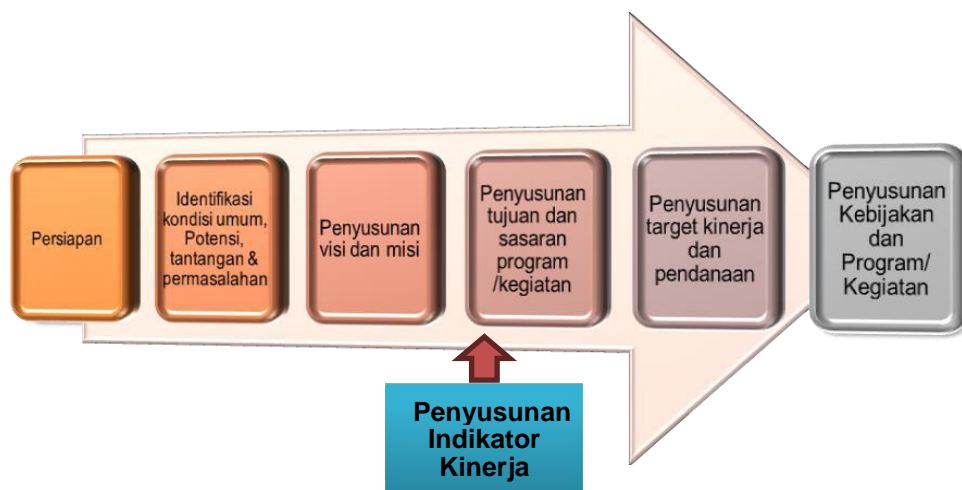 Persiapan
Identifikasi
kondisi umum,
Potensi,
tantangan &
permasalahan
Penyusunan
visi dan misi
Penyusunan
tujuan dan
sasaran
program
/kegiatan
Penyusunan
target kinerja
dan
pendanaan
Penyusunan
Kebijakan
dan
Program/
Kegiatan
Penyusunan
Indikator
Kinerja